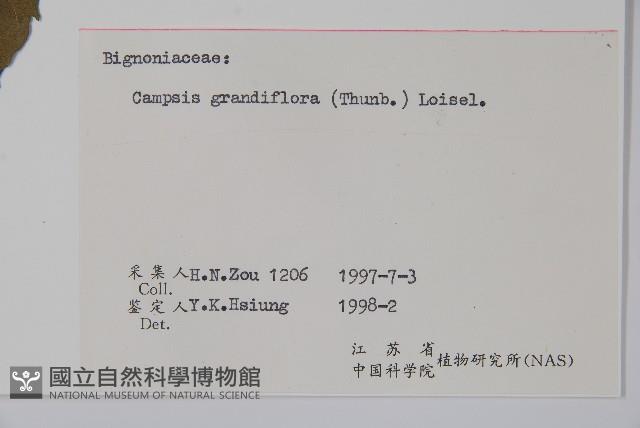 Bignoniaceae:
Campsis grandiflora (Thunb.) Loisel.
采集人 H.N.Zou 1206 1997-7-3
Coll.
鉴定人 Y.K.Hsiung 1998-2
Det.
江苏省
中国科学院 植物研究所(NAS)
國立自然科學博物館
NATIONAL MUSEUM OF NATURAL SCIENCE